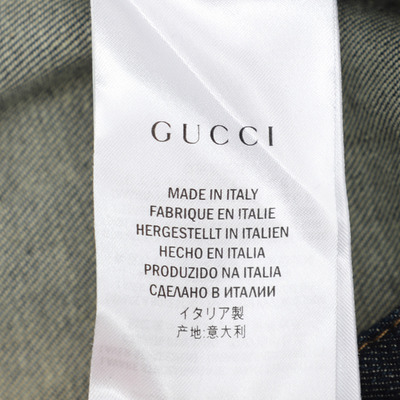 GUCCI
MADE IN ITALY
FABRIQUE EN ITALIE
HERGESTELLT IN ITALIEN
HECHO EN ITALIA
PRODUZIDO NA ITALIA
СДЕЛАНО В ИТАЛИИ
イタリア製
产地:意大利